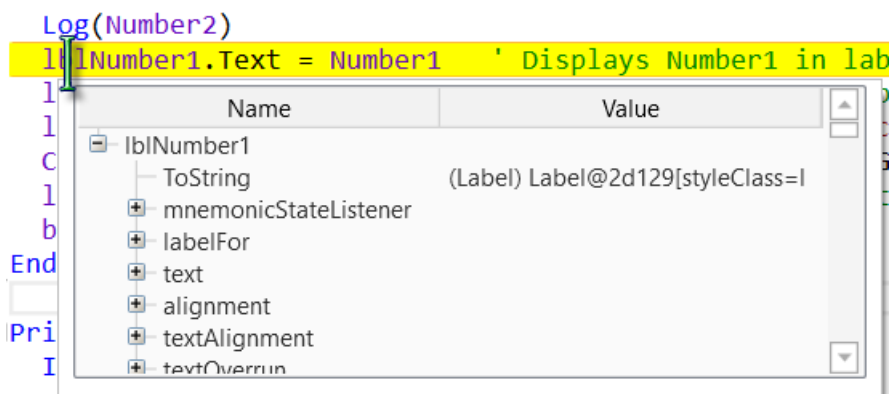 Log(Number2)
lblNumber1.Text = Number1 ' Displays Number1 in lab
Name Value
lblNumber1
ToString (Label) Label@2d129[styleClass=l
mnemonicStateListener
labelFor
text
End
alignment
Pri
textAlignment
I
textOverrun